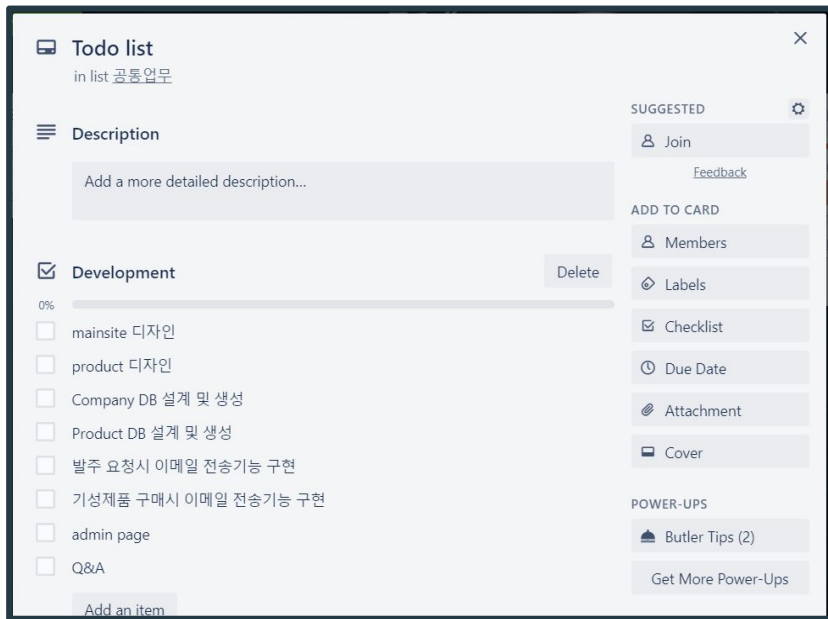 Todo list
in list 공통업무
Description
Add a more detailed description...
Development
Delete
0%
mainsite 디자인
product 디자인
Company DB 설계 및 생성
Product DB 설계 및 생성
발주 요청시 이메일 전송기능 구현
기성제품 구매시 이메일 전송기능 구현
admin page
Q&A
Add an item
SUGGESTED
Join
Feedback
ADD TO CARD
Members
Labels
Checklist
Due Date
Attachment
Cover
POWER-UPS
Butler Tips (2)
Get More Power-Ups